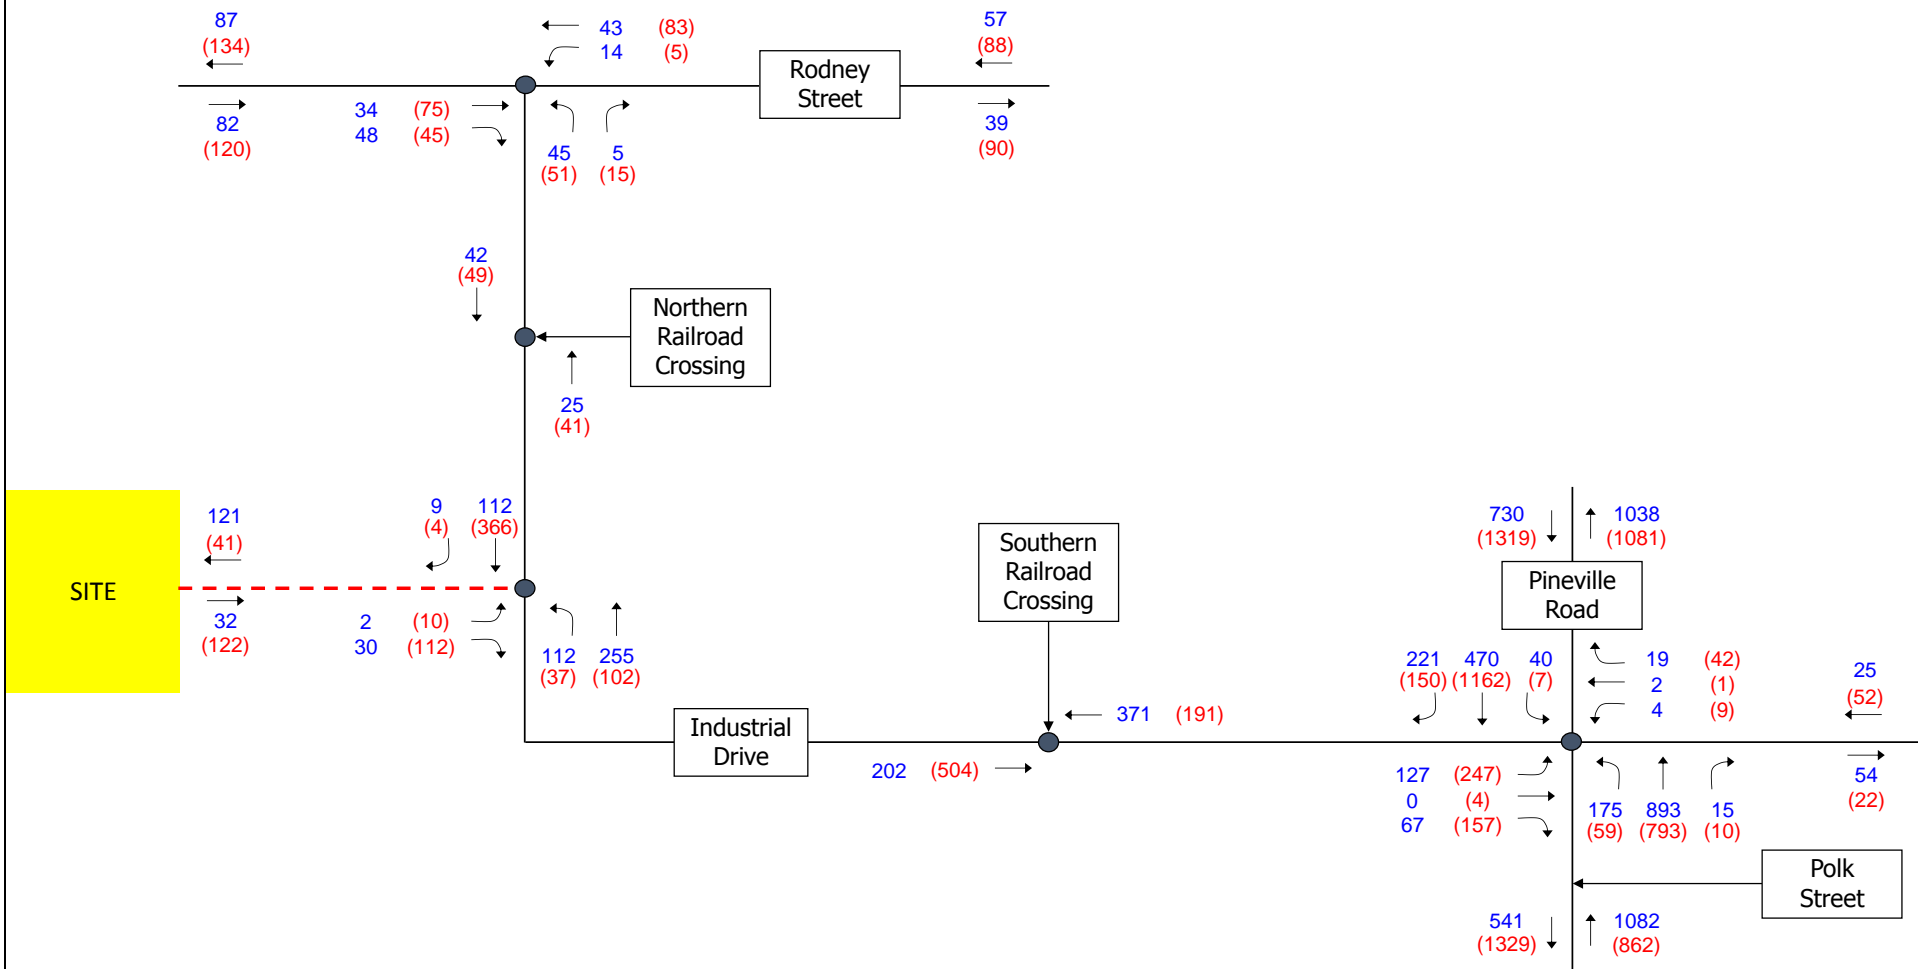 87
(134)
43 (83)
14 (5)
57
(88)
Rodney
Street
82
(120)
34 (75)
48 (45)
45 5
(51) (15)
39
(90)
42
(49)
Northern
Railroad
Crossing
25
(41)
SITE
121
(41)
9 112
(4) (366)
32
(122)
2 (10)
30 (112)
112 255
(37) (102)
Southern
Railroad
Crossing
Industrial
Drive
371 (191)
202 (504)
730 1038
(1319) (1081)
Pineville
Road
221 470 40
(150) (1162) (7)
19 (42)
2 (1)
4 (9)
25
(52)
127 (247)
0 (4)
67 (157)
175 893 15
(59) (793) (10)
54
(22)
Polk
Street
541 1082
(1329) (862)